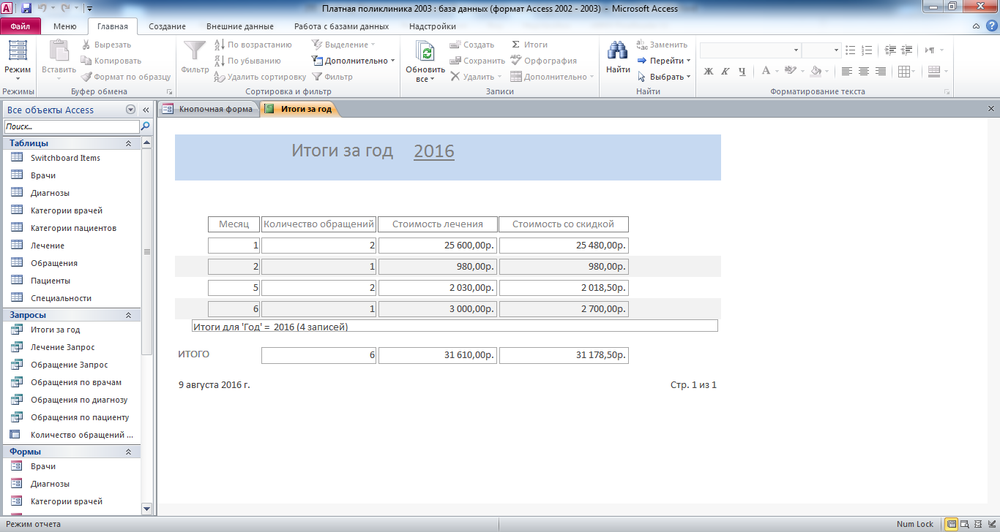 Платная поликлиника 2003 : база данных (формат Access 2002 - 2003) - Microsoft Access
Файл Меню Главная Создание Внешние данные Работа с базами данных Надстройки
Режим
Режимы
Вставить
Вырезать
Копировать
Формат по образцу
Буфер обмена
Фильтр
По возрастанию
По убыванию
Удалить сортировку
Выделение
Дополнительно
Фильтр
Сортировка и фильтр
Обновить
все
Создать
Сохранить
Удалить
Итоги
Орфография
Дополнительно
Записи
Найти
Заменить
Перейти
Выбрать
Найти
Ж К Ч
Форматирование текста
Все объекты Access
Поиск...
Таблицы
Switchboard Items
Врачи
Диагнозы
Категории врачей
Категории пациентов
Лечение
Обращения
Пациенты
Специальности
Запросы
Итоги за год
Лечение Запрос
Обращение Запрос
Обращения по врачам
Обращения по диагнозу
Обращения по пациенту
Количество обращений ...
Формы
Врачи
Диагнозы
Категории врачей
Кнопочная форма Итоги за год
Итоги за год 2016
Месяц Количество обращений Стоимость лечения Стоимость со скидкой
1 2 25 600,00р. 25 480,00р.
2 1 980,00р. 980,00р.
5 2 2 030,00р. 2 018,50р.
6 1 3 000,00р. 2 700,00р.
Итоги для 'Год' = 2016 (4 записей)
ИТОГО 6 31 610,00р. 31 178,50р.
9 августа 2016 г. Стр. 1 из 1
Режим отчета Num Lock